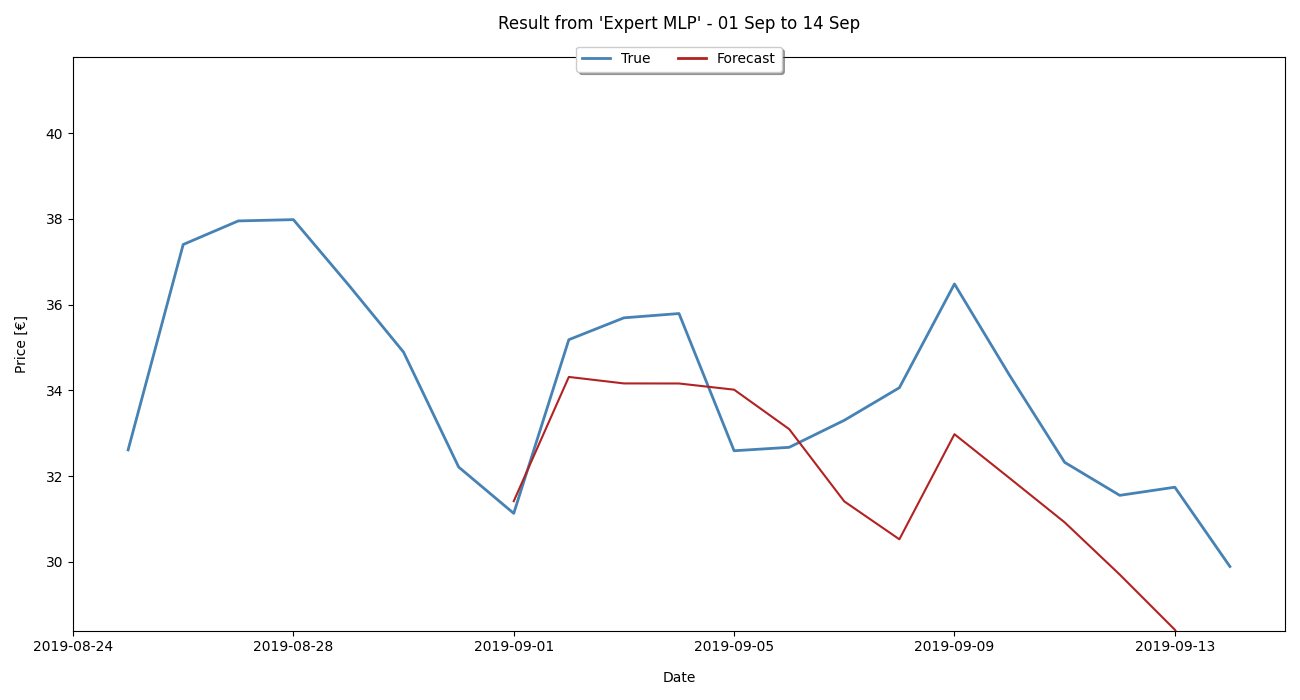 Result from 'Expert MLP' - 01 Sep to 14 Sep
True Forecast
Price [€]
40
38
36
34
32
30
2019-08-24 2019-08-28 2019-09-01 2019-09-05 2019-09-09 2019-09-13
Date